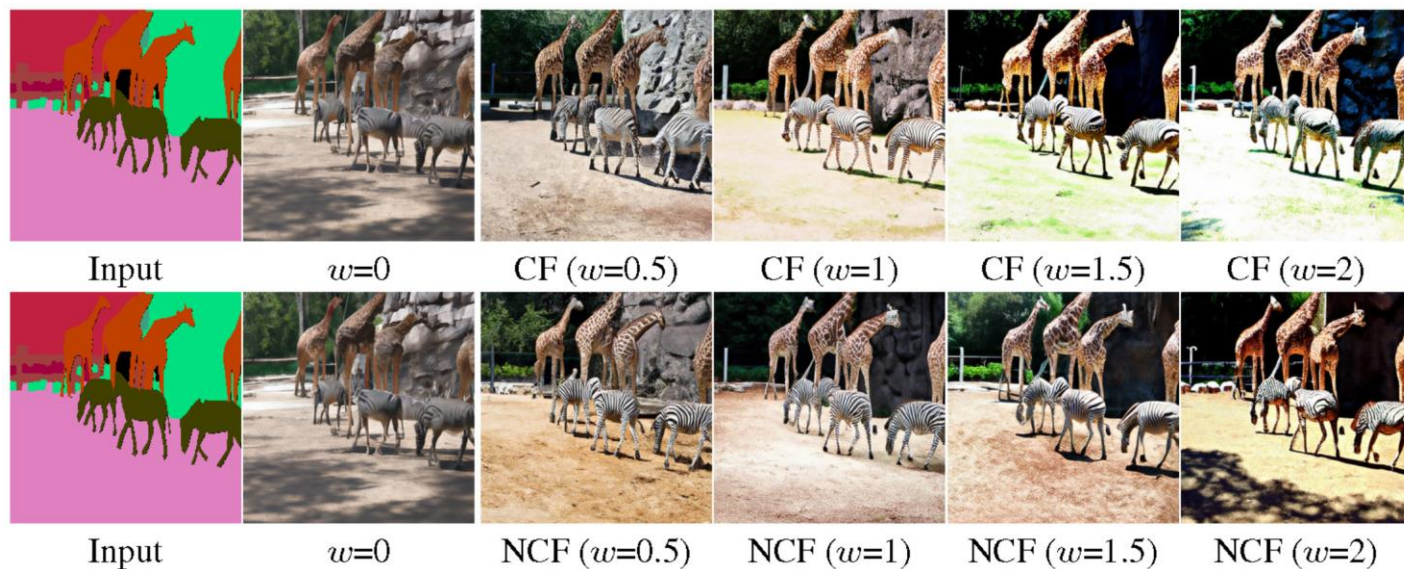 Input w=0 CF (w=0.5) CF (w=1) CF (w=1.5) CF (w=2)
Input w=0 NCF (w=0.5) NCF (w=1) NCF (w=1.5) NCF (w=2)